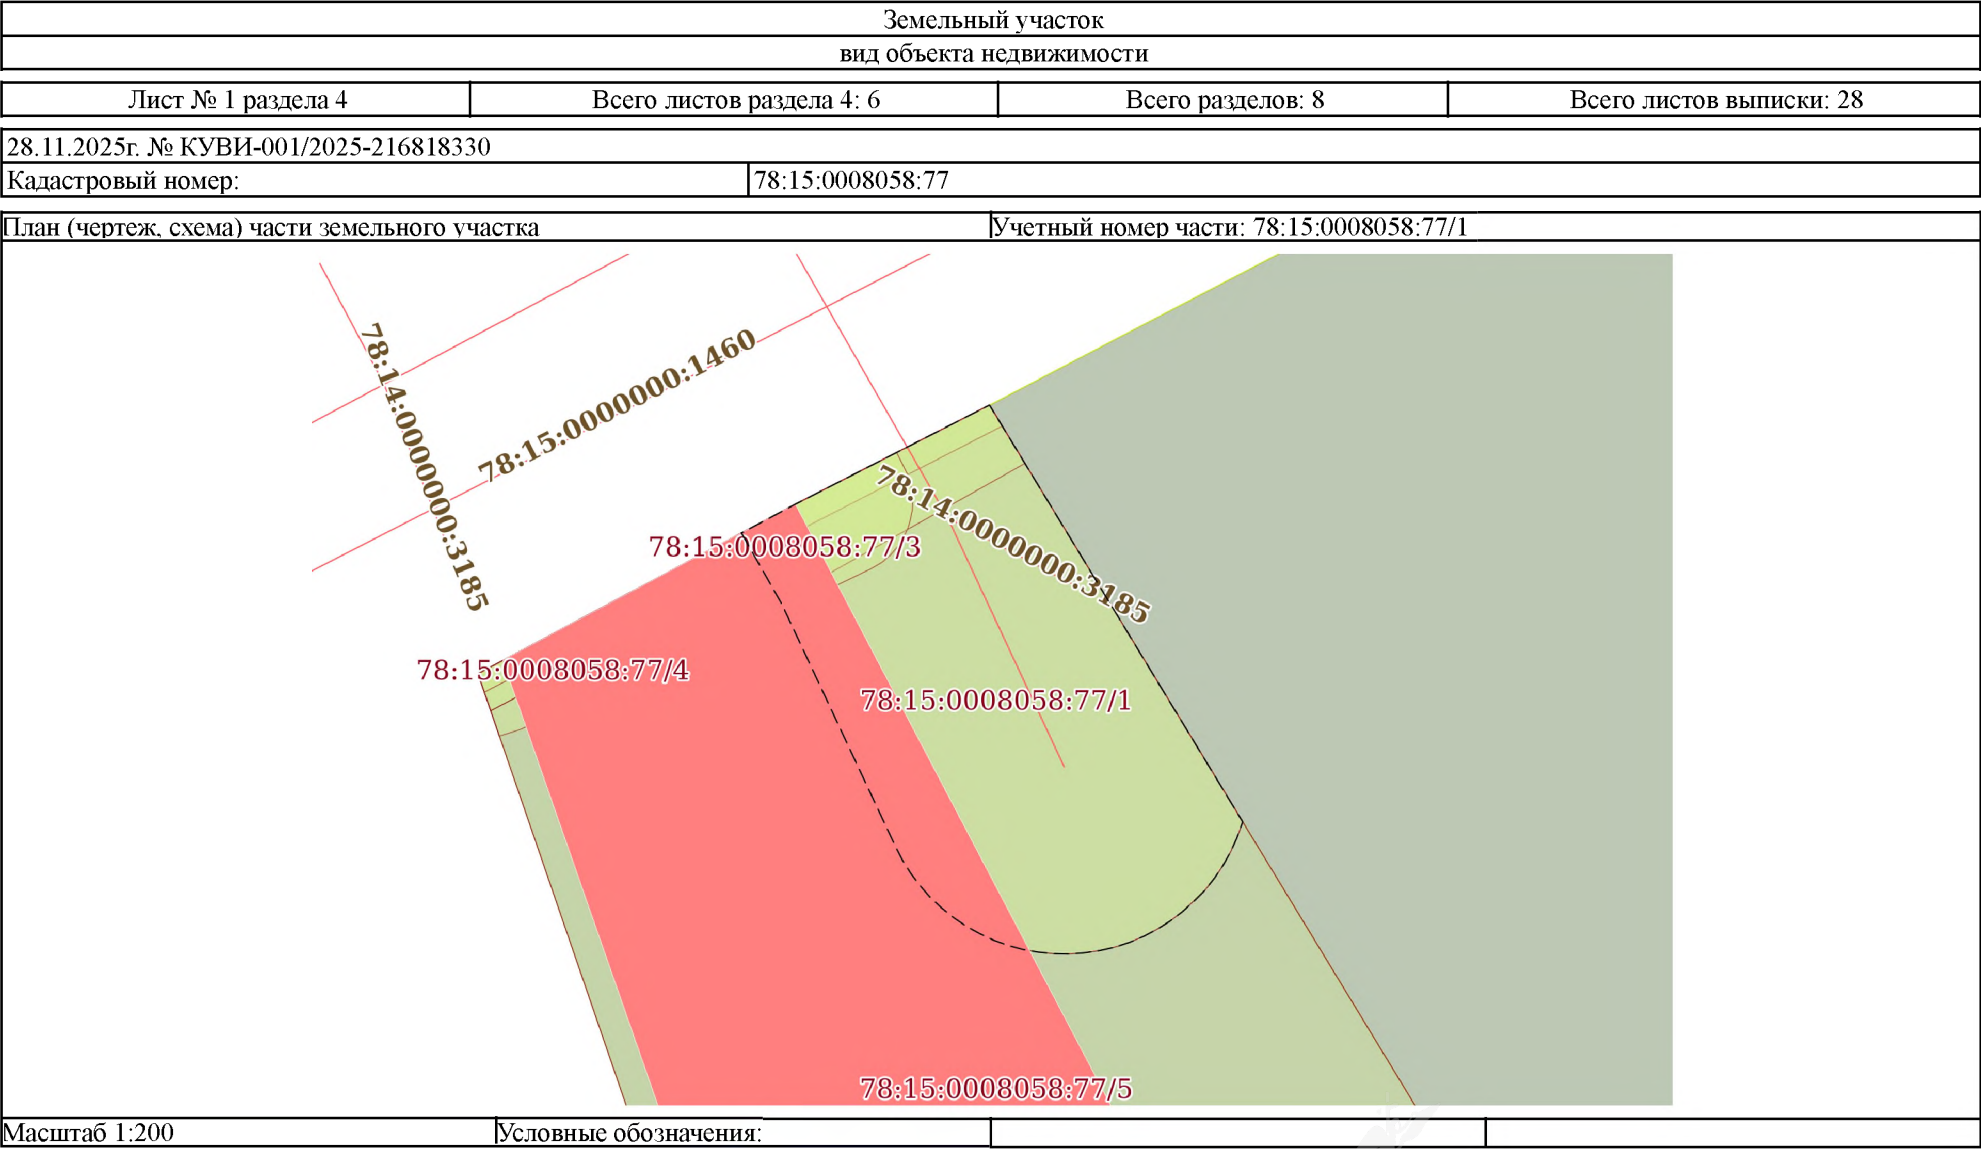 Земельный участок
вид объекта недвижимости
Лист № 1 раздела 4
Всего листов раздела 4: 6
Всего разделов: 8
Всего листов выписки: 28
28.11.2025г. № КУВИ-001/2025-216818330
Кадастровый номер:
78:15:0008058:77
План (чертеж, схема) части земельного участка
Учетный номер части: 78:15:0008058:77/1
78:14:0000000:3185
78:15:0000000:1460
78:14:0000000:3185
78:15:0008058:77/3
78:15:0008058:77/4
78:15:0008058:77/1
78:15:0008058:77/5
Масштаб 1:200
Условные обозначения: